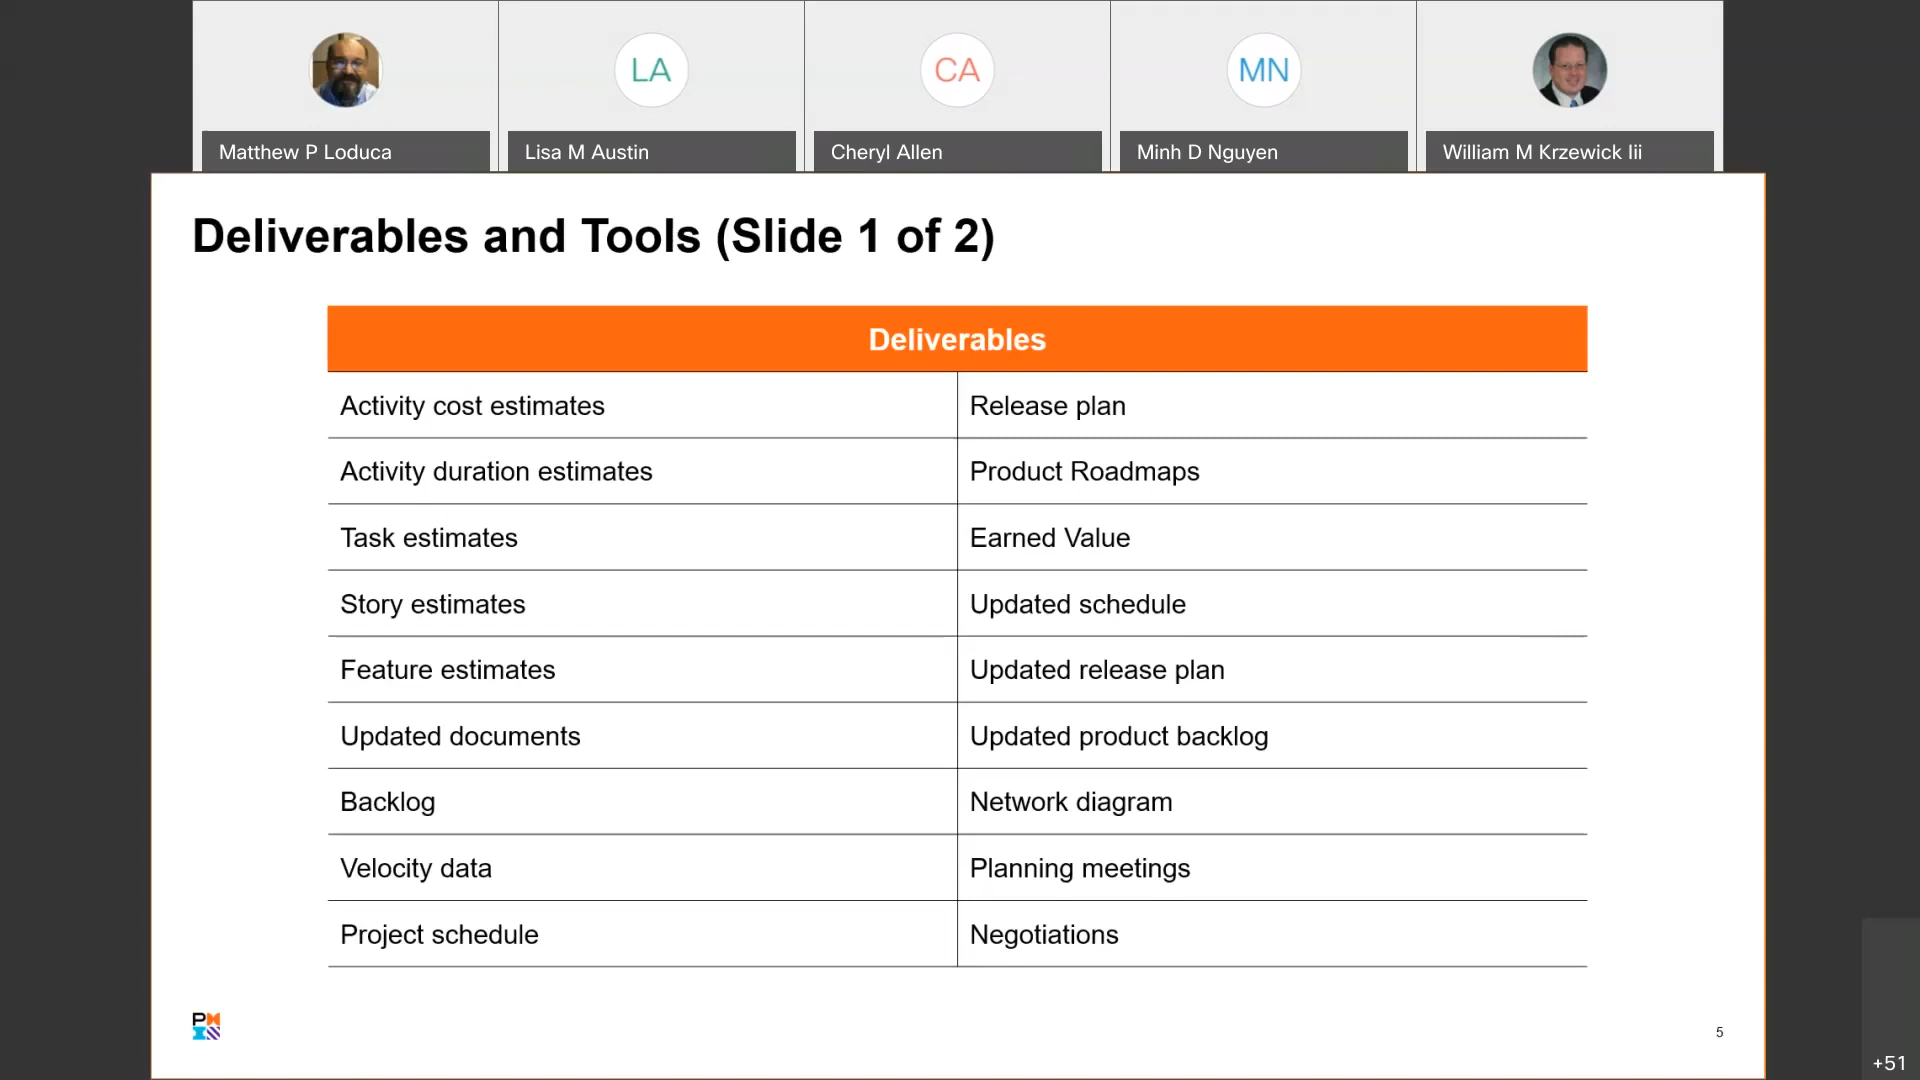 LA
CA
MN
Matthew P Loduca
Lisa M Austin
Cheryl Allen
Minh D Nguyen
William M Krzewick Iii
Deliverables and Tools (Slide 1 of 2)
Deliverables
Activity cost estimates
Release plan
Activity duration estimates
Product Roadmaps
Task estimates
Earned Value
Story estimates
Updated schedule
Feature estimates
Updated release plan
Updated documents
Updated product backlog
Backlog
Network diagram
Velocity data
Planning meetings
Project schedule
Negotiations
5
+51